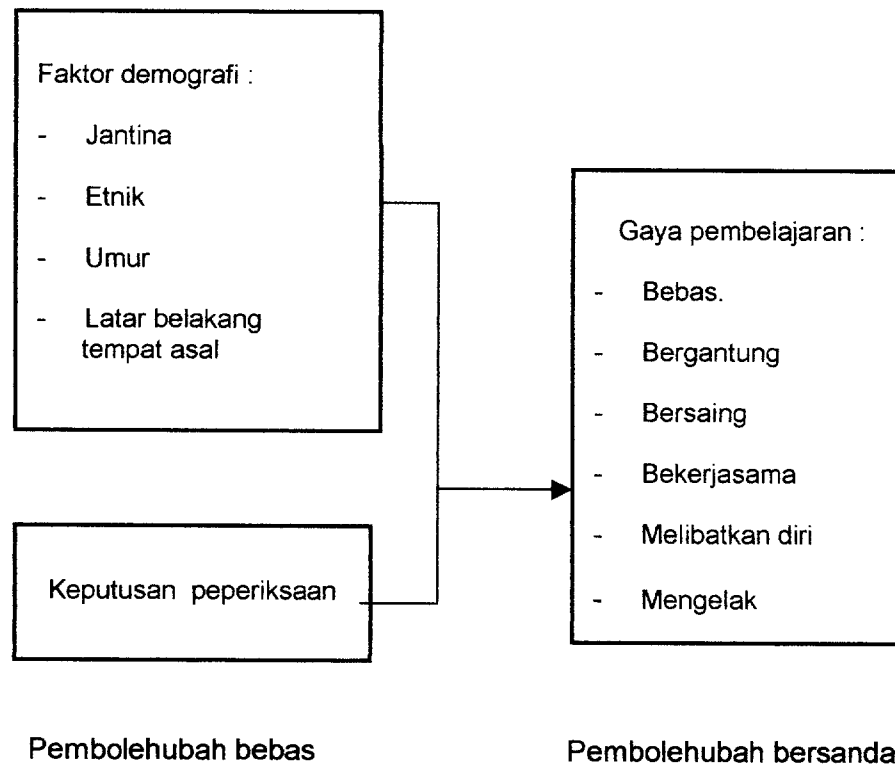 Faktor demografi :
- Jantina
- Etnik
- Umur
- Latar belakang
tempat asal
Keputusan peperiksaan
Pembolehubah bebas
Gaya pembelajaran :
- Bebas.
- Bergantung
- Bersaing
- Bekerjasama
- Melibatkan diri
- Mengelak
Pembolehubah bersanda